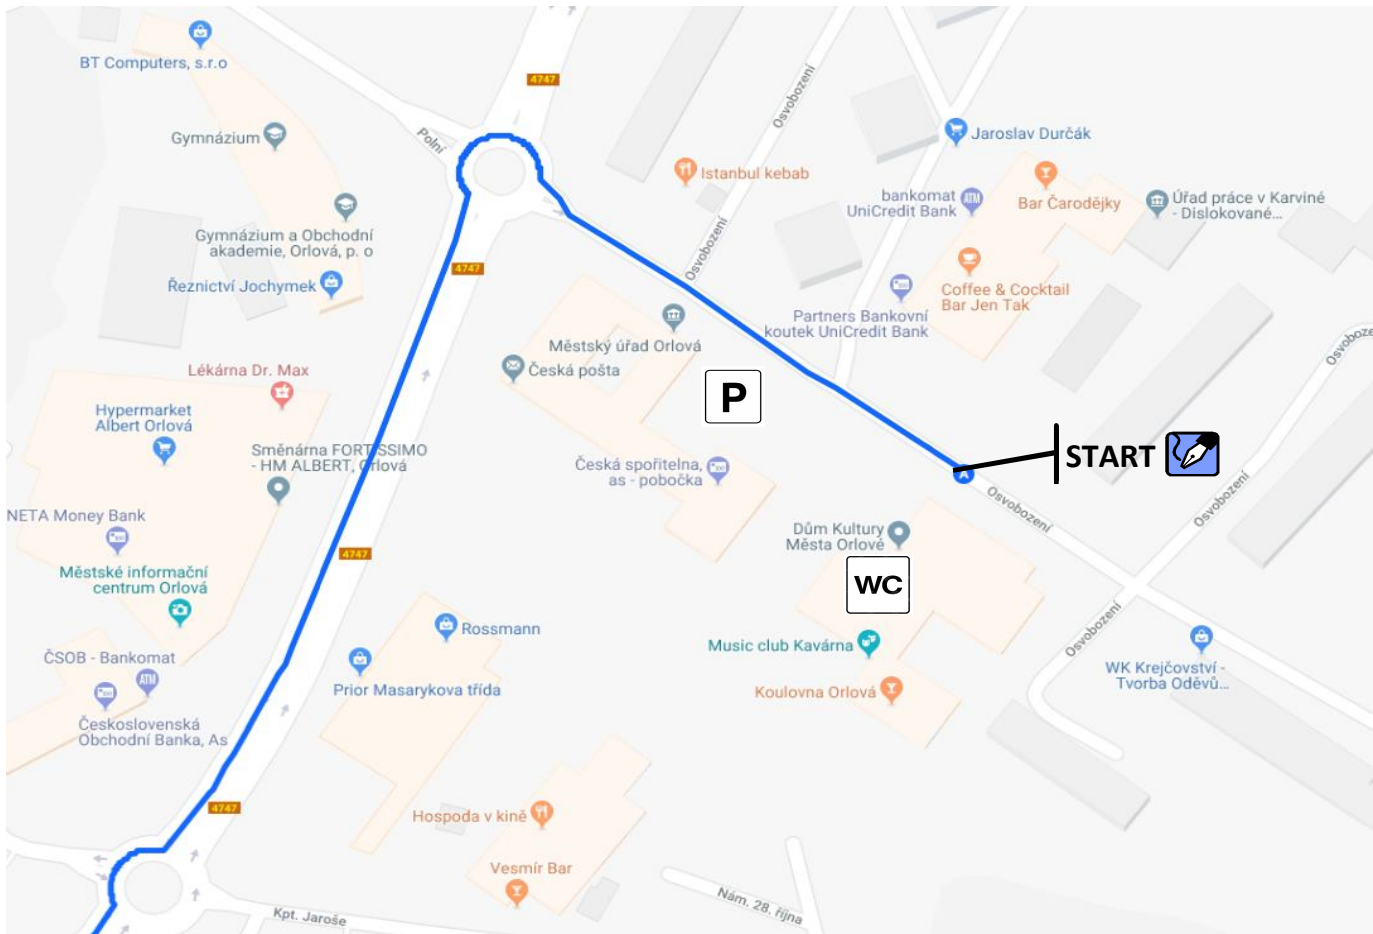 BT Computers, s.r.o
4747
Osvobození
Polní
Gymnázium
Jaroslav Durčák
Istanbul kebab
bankomat
UniCredit Bank
Bar Čarodějky
Úřad práce v Karviné
- Dislokované...
Gymnázium a Obchodní
akademie, Orlová, p. o
Osvobození
4747
Řeznictví Jochymek
Coffee & Cocktail
Bar Jen Tak
Partners Bankovní
koutek UniCredit Bank
Osvoboze
Městský úřad Orlová
Česká pošta
Lékárna Dr. Max
P
Hypermarket
Albert Orlová
Směnárna FORTISSIMO
- HM ALBERT, Orlová
START
Česká spořitelna,
as - pobočka
A
Osvobození
Osvobození
NETA Money Bank
Dům Kultury
Města Orlové
4747
Městské informační
centrum Orlová
WC
Rossmann
Osvobození
Music club Kavárna
ČSOB - Bankomat
ATM
ATM
Prior Masarykova třída
Koulovna Orlová
WK Krejčovství -
Tvorba Oděvů...
Československá
Obchodní Banka, As
4747
Hospoda v kině
Vesmír Bar
Nám. 28. října
Kpt. Jaroše